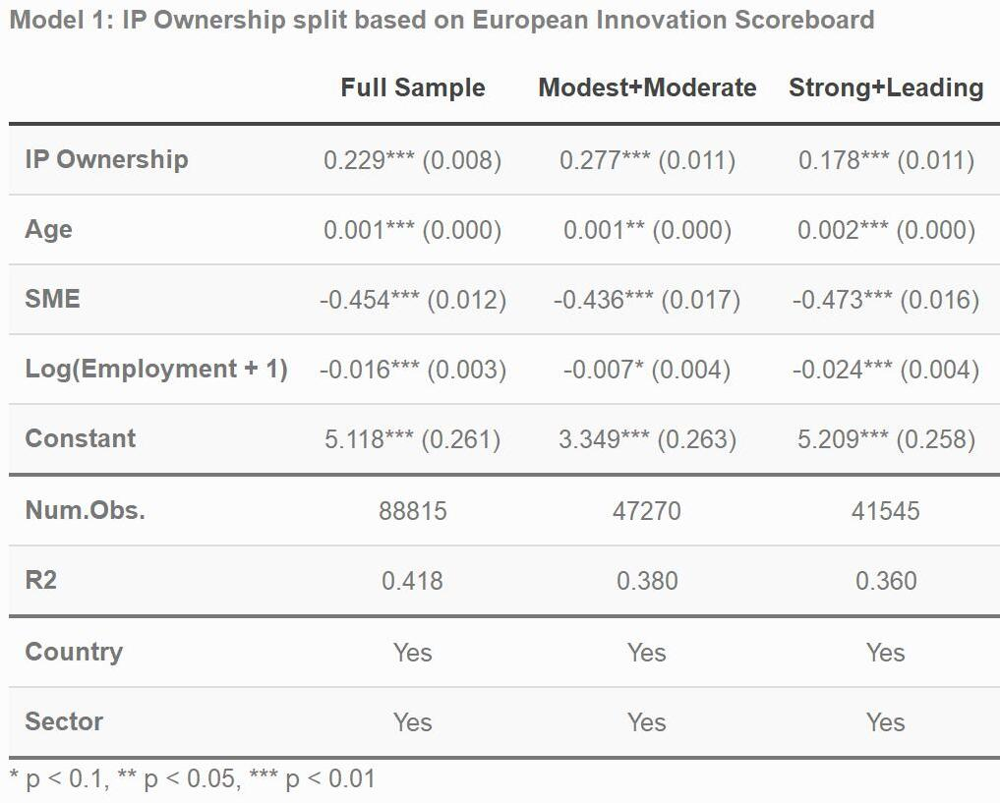 Model 1: IP Ownership split based on European Innovation Scoreboard
Full Sample Modest+Moderate Strong+Leading
IP Ownership 0.229*** (0.008) 0.277*** (0.011) 0.178*** (0.011)
Age 0.001*** (0.000) 0.001** (0.000) 0.002*** (0.000)
SME -0.454*** (0.012) -0.436*** (0.017) -0.473*** (0.016)
Log(Employment + 1) -0.016*** (0.003) -0.007* (0.004) -0.024*** (0.004)
Constant 5.118*** (0.261) 3.349*** (0.263) 5.209*** (0.258)
Num.Obs. 88815 47270 41545
R2 0.418 0.380 0.360
Country Yes Yes Yes
Sector Yes Yes Yes
* p < 0.1, ** p < 0.05, *** p < 0.01